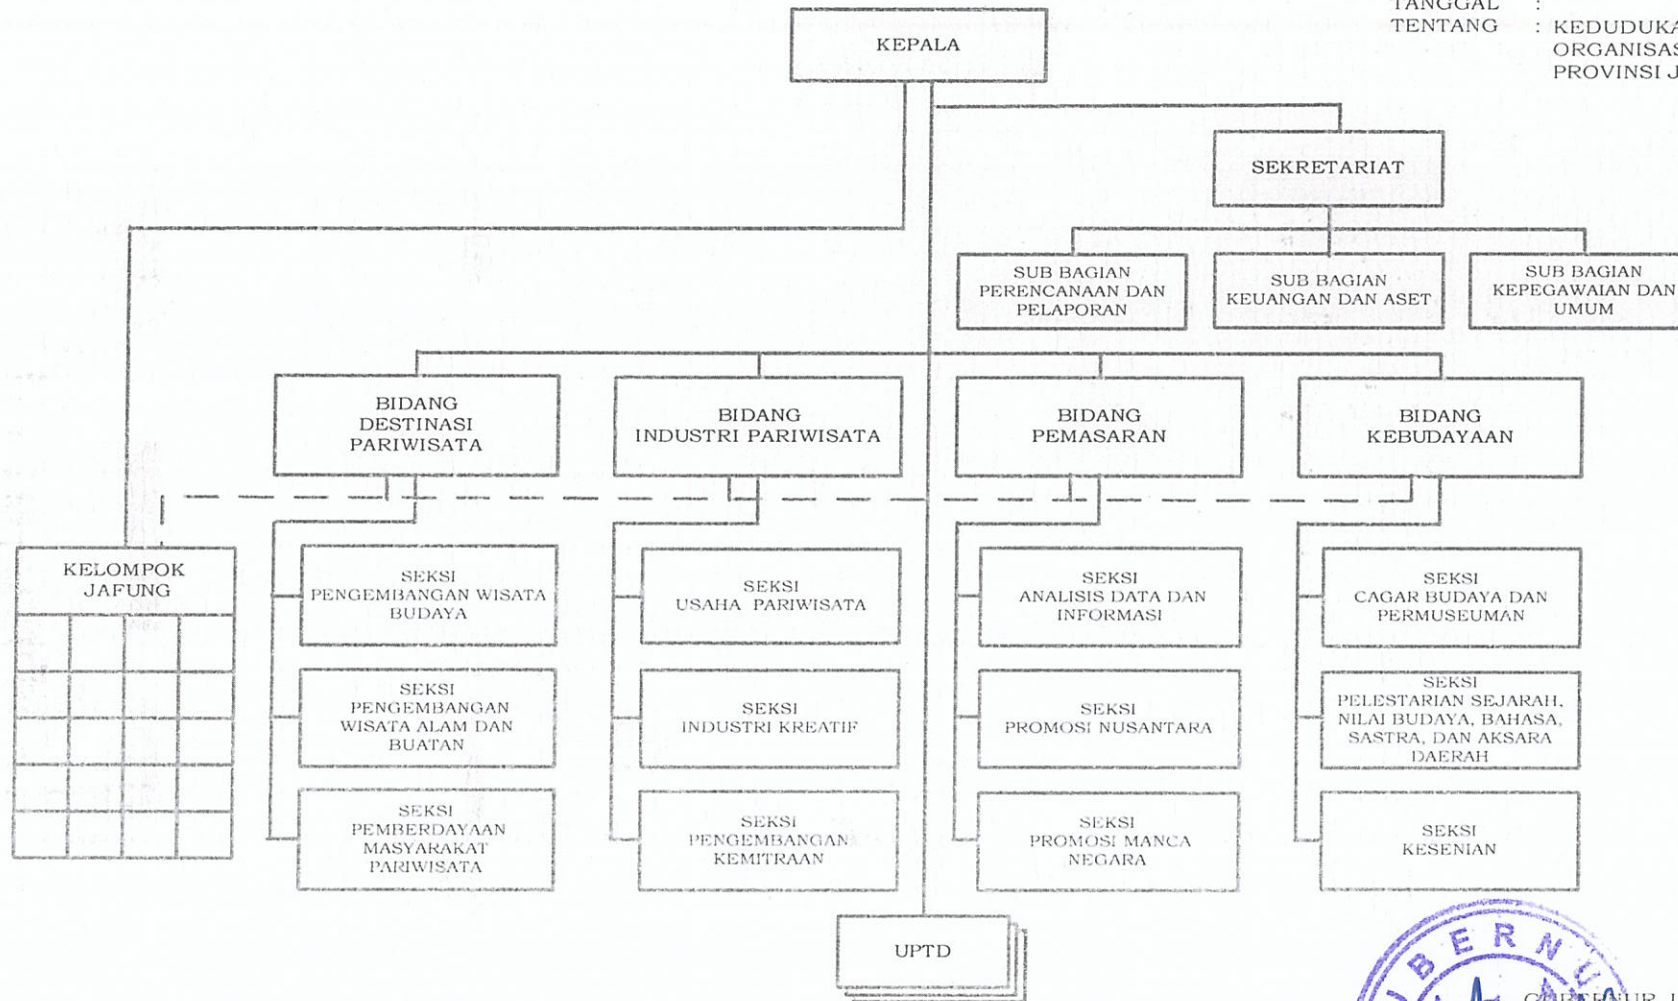 TANGGAL :
TENTANG :
ORGANISAS
PROVINSI J
KEPALA
SEKRETARIAT
SUB BAGIAN
PERENCANAAN DAN
PELAPORAN
SUB BAGIAN
KEUANGAN DAN ASET
SUB BAGIAN
KEPEGAWAIAN DAN
UMUM
BIDANG
DESTINASI
PARIWISATA
BIDANG
INDUSTRI PARIWISATA
BIDANG
PEMASARAN
BIDANG
KEBUDAYAAN
KELOMPOK
JAFUNG
SEKSI
PENGEMBANGAN WISATA
BUDAYA
SEKSI
PENGEMBANGAN
WISATA ALAM DAN
BUATAN
SEKSI
PEMBERDAYAAN
MASYARAKAT
PARIWISATA
SEKSI
USAHA PARIWISATA
SEKSI
INDUSTRI KREATIF
SEKSI
PENGEMBANGAN
KEMITRAAN
SEKSI
ANALISIS DATA DAN
INFORMASI
SEKSI
PROMOSI NUSANTARA
SEKSI
PROMOSI MANCA
NEGARA
SEKSI
CAGAR BUDAYA DAN
PERMUSEUMAN
SEKSI
PELESTARIAN SEJARAH,
NILAI BUDAYA, BAHASA,
SASTRA, DAN AKSARA
DAERAH
SEKSI
KESENIAN
UPTD